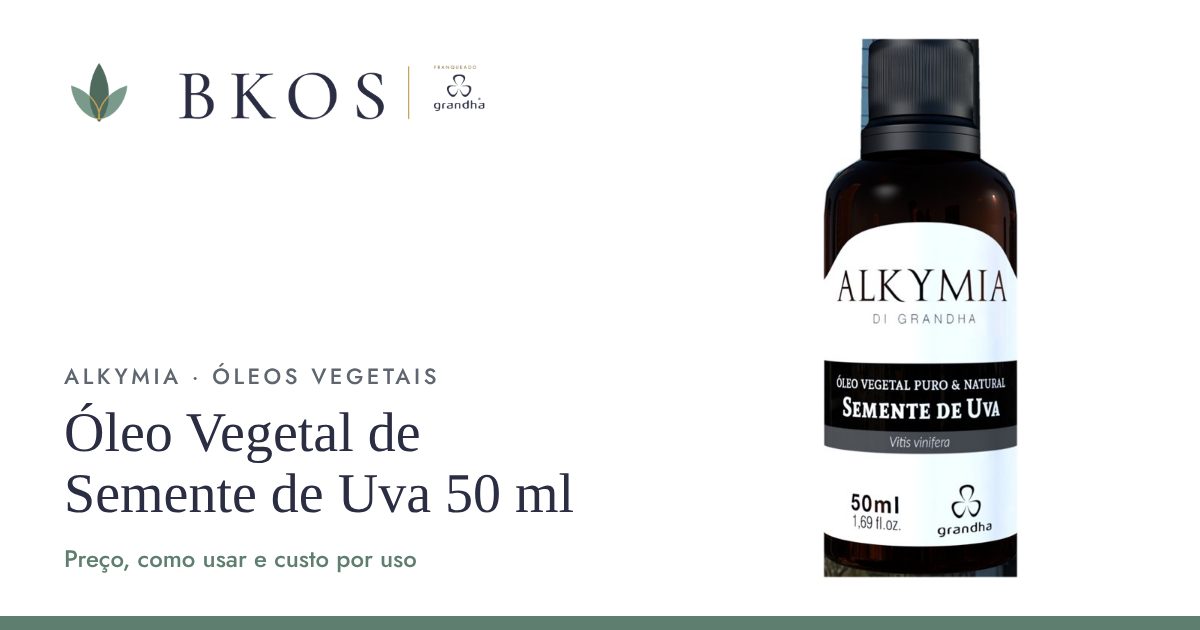 BKOS
FRANQUEADO
grandha
ALKYMIA · ÓLEOS VEGETAIS
Óleo Vegetal de
Semente de Uva 50 ml
Preço, como usar e custo por uso
ALKYMIA
DI GRANDHA
ÓLEO VEGETAL PURO & NATURAL
SEMENTE DE UVA
Vitis vinifera
50ml
1,69 fl.oz.
grandha